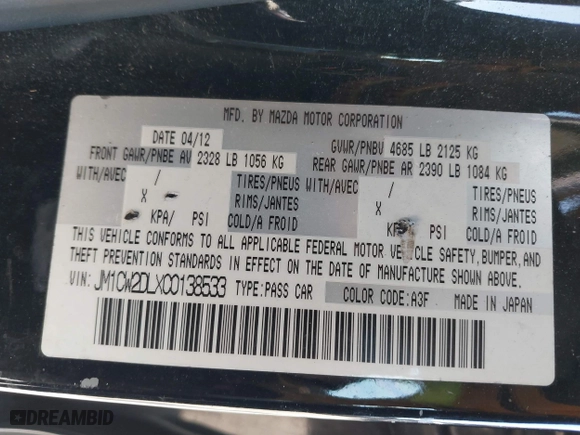 MFD. BY MAZDA MOTOR CORPORATION
DATE 04/12 GVWR/PNBV 4685 LB 2125 KG
FRONT GAWR/PNBE AV 2328 LB 1056 KG REAR GAWR/PNBE AR 2390 LB 1084 KG
WITH/AVEC / TIRES/PNEUS WITH/AVEC / TIRES/PNEUS
X RIMS/JANTES X RIMS/JANTES
KPA/ PSI COLD/A FROID KPA/ PSI COLD/A FROID
THIS VEHICLE CONFORMS TO ALL APPLICABLE FEDERAL MOTOR VEHICLE SAFETY, BUMPER, AND
THEFT PREVENTION STANDARDS IN EFFECT ON THE DATE OF MANUFACTURE SHOWN ABOVE.
VIN: JM1CW2DLXC0138533 TYPE:PASS CAR COLOR CODE:A3F MADE IN JAPAN
DREAMBID